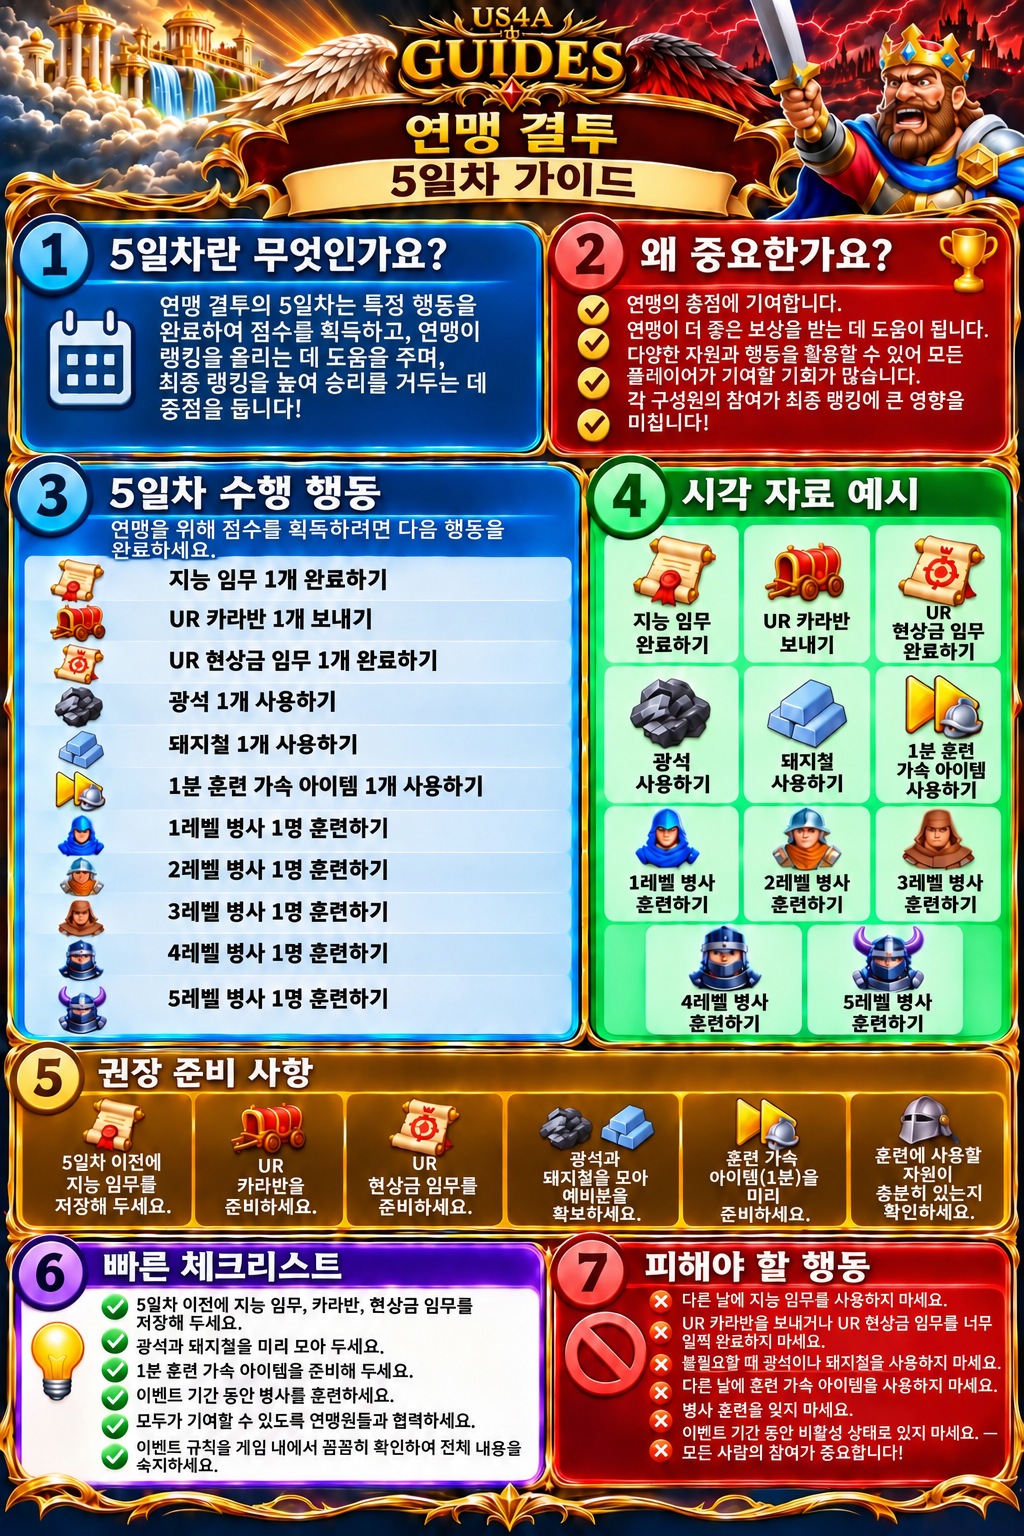 US4A
GUIDES
연맹 결투
5일차 가이드
1
5일차란 무엇인가요?
연맹 결투의 5일차는 특정 행동을
완료하여 점수를 획득하고, 연맹이
랭킹을 올리는 데 도움을 주며,
최종 랭킹을 높여 승리를 거두는 데
중점을 둡니다!
2
왜 중요한가요?
연맹의 총점에 기여합니다.
연맹이 더 좋은 보상을 받는 데 도움이 됩니다.
다양한 자원과 행동을 활용할 수 있어 모든
플레이어가 기여할 기회가 많습니다.
각 구성원의 참여가 최종 랭킹에 큰 영향을
미칩니다!
3
5일차 수행 행동
연맹을 위해 점수를 획득하려면 다음 행동을
완료하세요.
지능 임무 1개 완료하기
UR 카라반 1개 보내기
UR 현상금 임무 1개 완료하기
광석 1개 사용하기
돼지철 1개 사용하기
1분 훈련 가속 아이템 1개 사용하기
1레벨 병사 1명 훈련하기
2레벨 병사 1명 훈련하기
3레벨 병사 1명 훈련하기
4레벨 병사 1명 훈련하기
5레벨 병사 1명 훈련하기
4
시각 자료 예시
지능 임무
완료하기
UR 카라반
보내기
UR
현상금 임무
완료하기
광석
사용하기
돼지철
사용하기
1분 훈련
가속 아이템
사용하기
1레벨 병사
훈련하기
2레벨 병사
훈련하기
3레벨 병사
훈련하기
4레벨 병사
훈련하기
5레벨 병사
훈련하기
5
권장 준비 사항
5일차 이전에
지능 임무를
저장해 두세요.
UR
카라반을
준비하세요.
UR
현상금 임무를
준비하세요.
광석과
돼지철을 모아
예비분을
확보하세요.
훈련 가속
아이템(1분)을
미리
준비하세요.
훈련에 사용할
자원이
충분히 있는지
확인하세요.
6
빠른 체크리스트
5일차 이전에 지능 임무, 카라반, 현상금 임무를
저장해 두세요.
광석과 돼지철을 미리 모아 두세요.
1분 훈련 가속 아이템을 준비해 두세요.
이벤트 기간 동안 병사를 훈련하세요.
모두가 기여할 수 있도록 연맹원들과 협력하세요.
이벤트 규칙을 게임 내에서 꼼꼼히 확인하여 전체 내용을
숙지하세요.
7
피해야 할 행동
다른 날에 지능 임무를 사용하지 마세요.
UR 카라반을 보내거나 UR 현상금 임무를 너무
일찍 완료하지 마세요.
불필요할 때 광석이나 돼지철을 사용하지 마세요.
다른 날에 훈련 가속 아이템을 사용하지 마세요.
병사 훈련을 잊지 마세요.
이벤트 기간 동안 비활성 상태로 있지 마세요. —
모든 사람의 참여가 중요합니다!